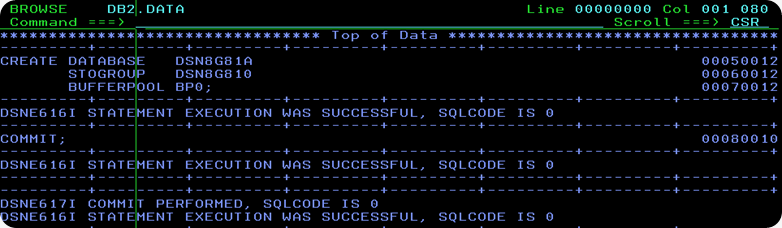 BROWSE    DB2.DATA                                    Line 00000000 Col 001 080
Command ===>                                                  Scroll ===> CSR
********************************* Top of Data **********************************
---------+---------+---------+---------+---------+---------+---------+---------+
CREATE DATABASE   DSN8G81A                                              00050012
       STOGROUP   DSN8G810                                              00060012
       BUFFERPOOL BP0;                                                  00070012
---------+---------+---------+---------+---------+---------+---------+---------+
DSNE616I STATEMENT EXECUTION WAS SUCCESSFUL, SQLCODE IS 0
---------+---------+---------+---------+---------+---------+---------+---------+
COMMIT;                                                                 00080010
---------+---------+---------+---------+---------+---------+---------+---------+
DSNE616I STATEMENT EXECUTION WAS SUCCESSFUL, SQLCODE IS 0
---------+---------+---------+---------+---------+---------+---------+---------+
---------+---------+---------+---------+---------+---------+---------+---------+
DSNE617I COMMIT PERFORMED, SQLCODE IS 0
DSNE616I STATEMENT EXECUTION WAS SUCCESSFUL, SQLCODE IS 0